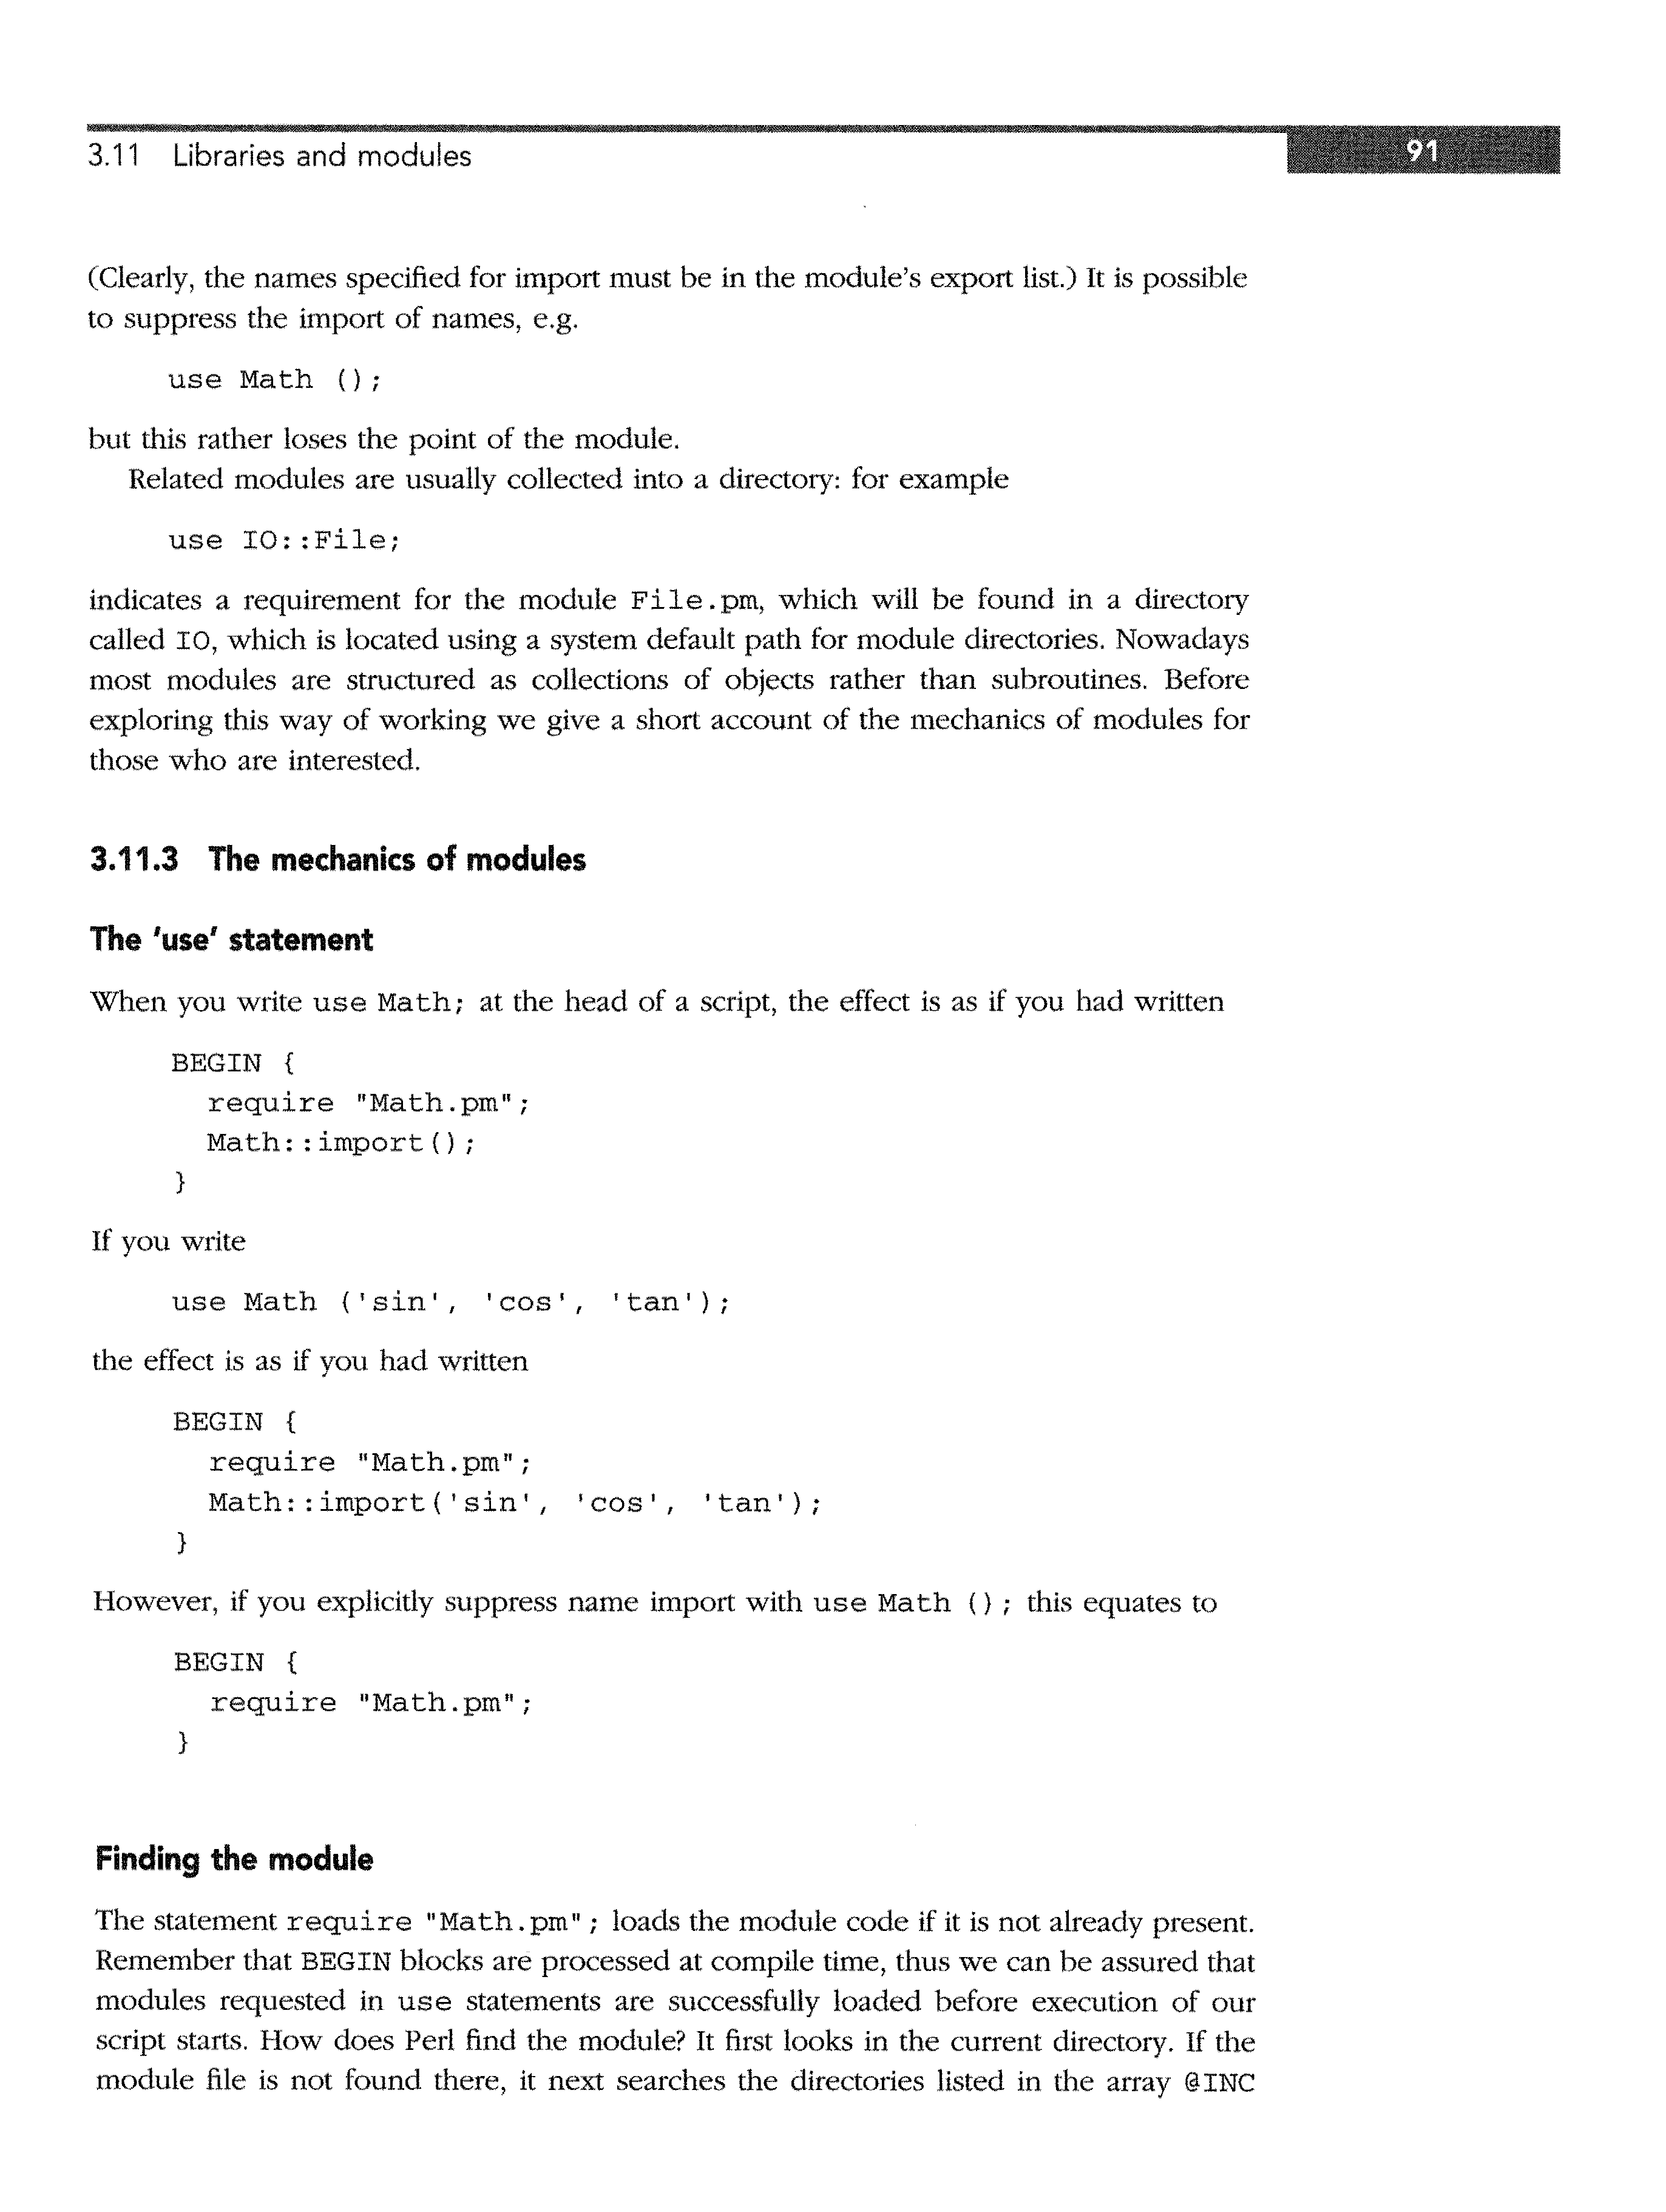 3.11 Libraries and modules 91
(Clearly, the names specified for import must be in the module's export list.) It is possible
to suppress the import of names, e.g.
use Math ();
but this rather loses the point of the module.
Related modules are usually collected into a directory: for example
use IO::File;
indicates a requirement for the module File.pm, which will be found in a directory
called IO, which is located using a system default path for module directories. Nowadays
most modules are structured as collections of objects rather than subroutines. Before
exploring this way of working we give a short account of the mechanics of modules for
those who are interested.
3.11.3 The mechanics of modules
The 'use' statement
When you write use Math; at the head of a script, the effect is as if you had written
BEGIN {
require "Math.pm";
Math::import();
}
If you write
use Math ('sin', 'cos', 'tan');
the effect is as if you had written
BEGIN {
require "Math.pm";
Math::import('sin', 'cos', 'tan');
}
However, if you explicitly suppress name import with use Math (); this equates to
BEGIN {
require "Math.pm";
}
Finding the module
The statement require "Math.pm"; loads the module code if it is not already present.
Remember that BEGIN blocks are processed at compile time, thus we can be assured that
modules requested in use statements are successfully loaded before execution of our
script starts. How does Perl find the module? It first looks in the current directory. If the
module file is not found there, it next searches the directories listed in the array @INC